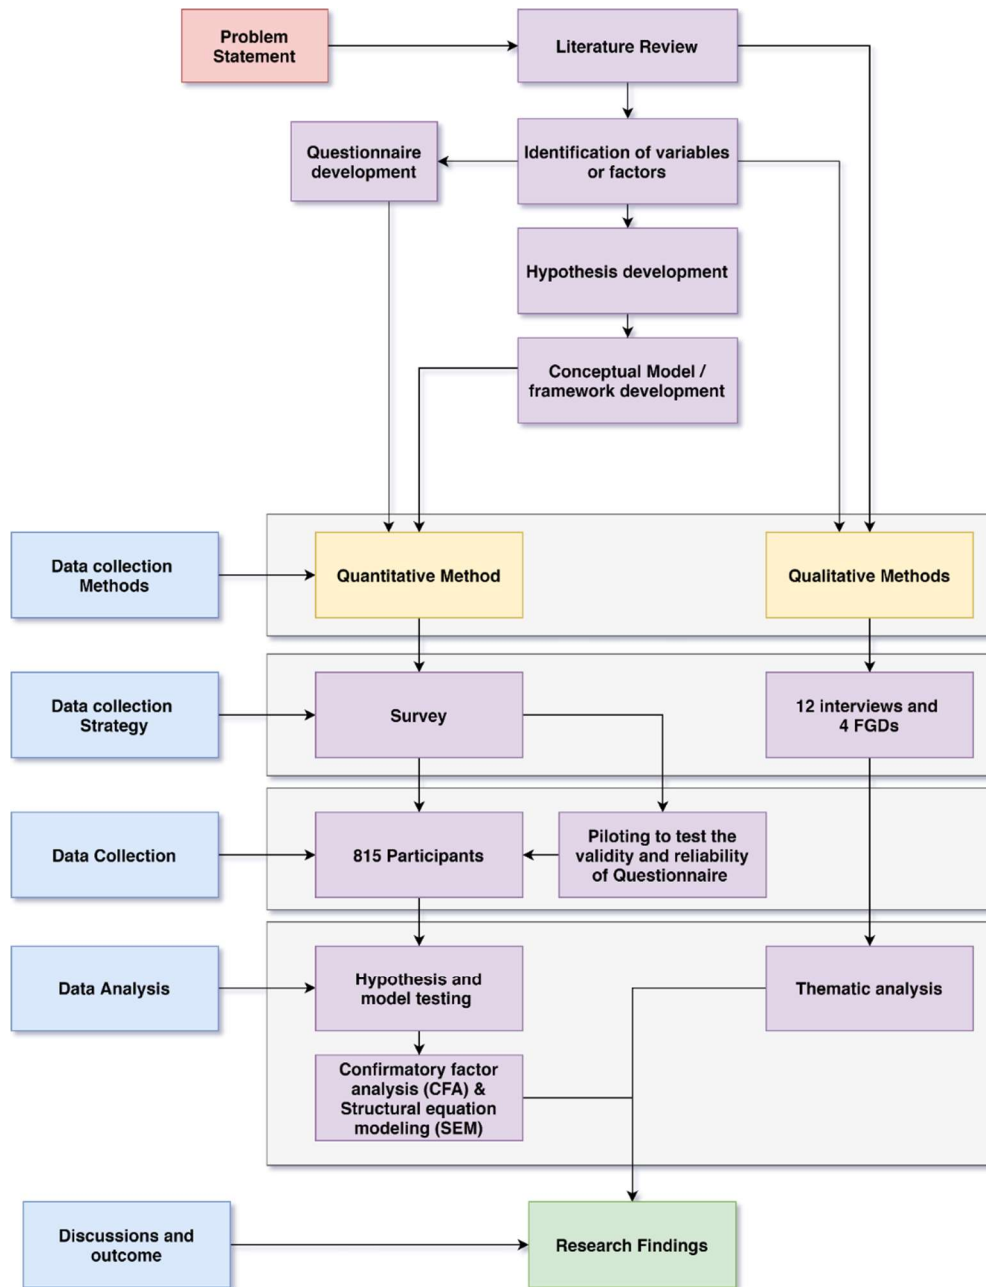 Problem
Statement
Literature Review
Questionnaire
development
Identification of variables
or factors
Hypothesis development
Conceptual Model /
framework development
Data collection
Methods
Quantitative Method
Qualitative Methods
Data collection
Strategy
Survey
12 interviews and
4 FGDs
Data Collection
815 Participants
Piloting to test the
validity and reliability
of Questionnaire
Data Analysis
Hypothesis and
model testing
Thematic analysis
Confirmatory factor
analysis (CFA) &
Structural equation
modeling (SEM)
Discussions and
outcome
Research Findings